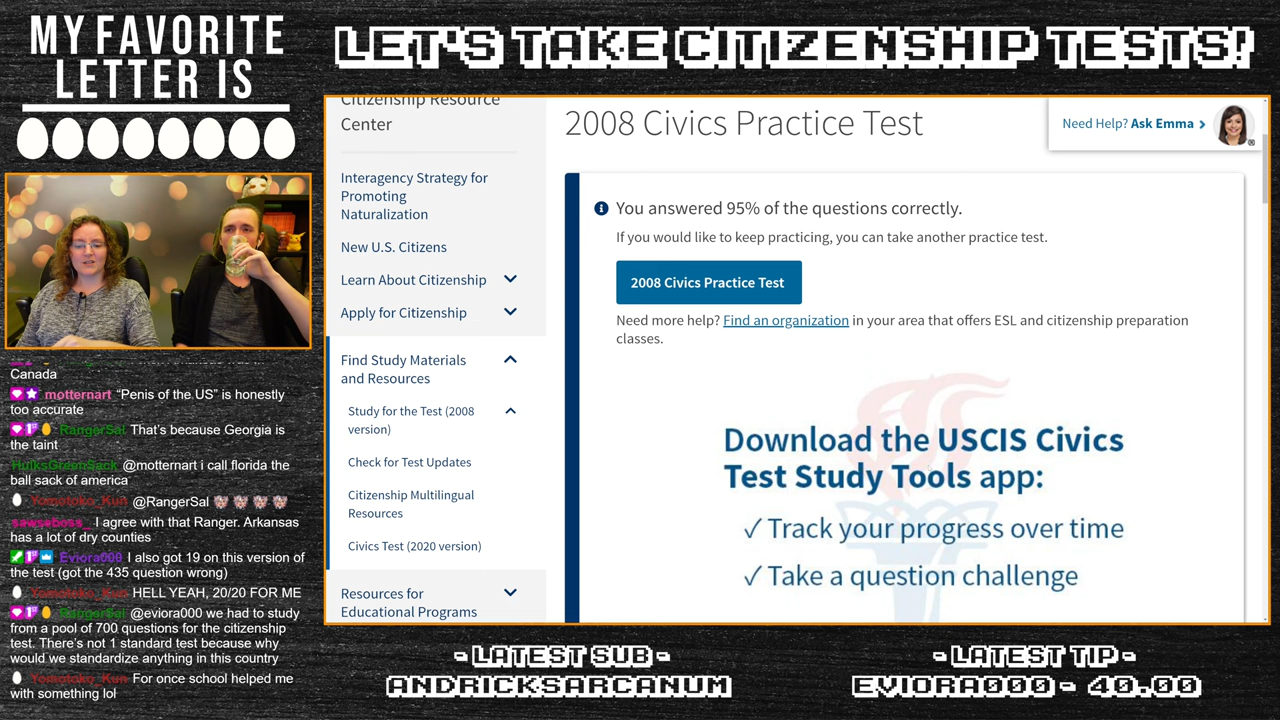 MY FAVORITE
LETTER IS
LET'S TAKE CITIZENSHIP TESTS!
Citizenship Resource
Center
Interagency Strategy for
Promoting
Naturalization
New U.S. Citizens
Learn About Citizenship
Apply for Citizenship
Find Study Materials
and Resources
Study for the Test (2008
version)
Check for Test Updates
Citizenship Multilingual
Resources
Civics Test (2020 version)
Resources for
Educational Programs
2008 Civics Practice Test
Need Help? Ask Emma
You answered 95% of the questions correctly.
If you would like to keep practicing, you can take another practice test.
2008 Civics Practice Test
Need more help? Find an organization in your area that offers ESL and citizenship preparation
classes.
Download the USCIS Civics
Test Study Tools app:
✓ Track your progress over time
✓ Take a question challenge
Canada
motternart "Penis of the US" is honestly
too accurate
RangerSal That's because Georgia is
the taint
HulksGreenSack @motternart i call florida the
ball sack of america
Yomotoko_Kun @RangerSal
sawseboss_ I agree with that Ranger. Arkansas
has a lot of dry counties
Eviora000 I also got 19 on this version of
the test (got the 435 question wrong)
Yomotoko_Kun HELL YEAH, 20/20 FOR ME
RangerSal @eviora000 we had to study
from a pool of 700 questions for the citizenship
test. There's not 1 standard test because why
would we standardize anything in this country
Yomotoko_Kun For once school helped me
with something lol
- LATEST SUB -
ANDRICKSARCANUM
- LATEST TIP -
EVIORA000 - 40.00